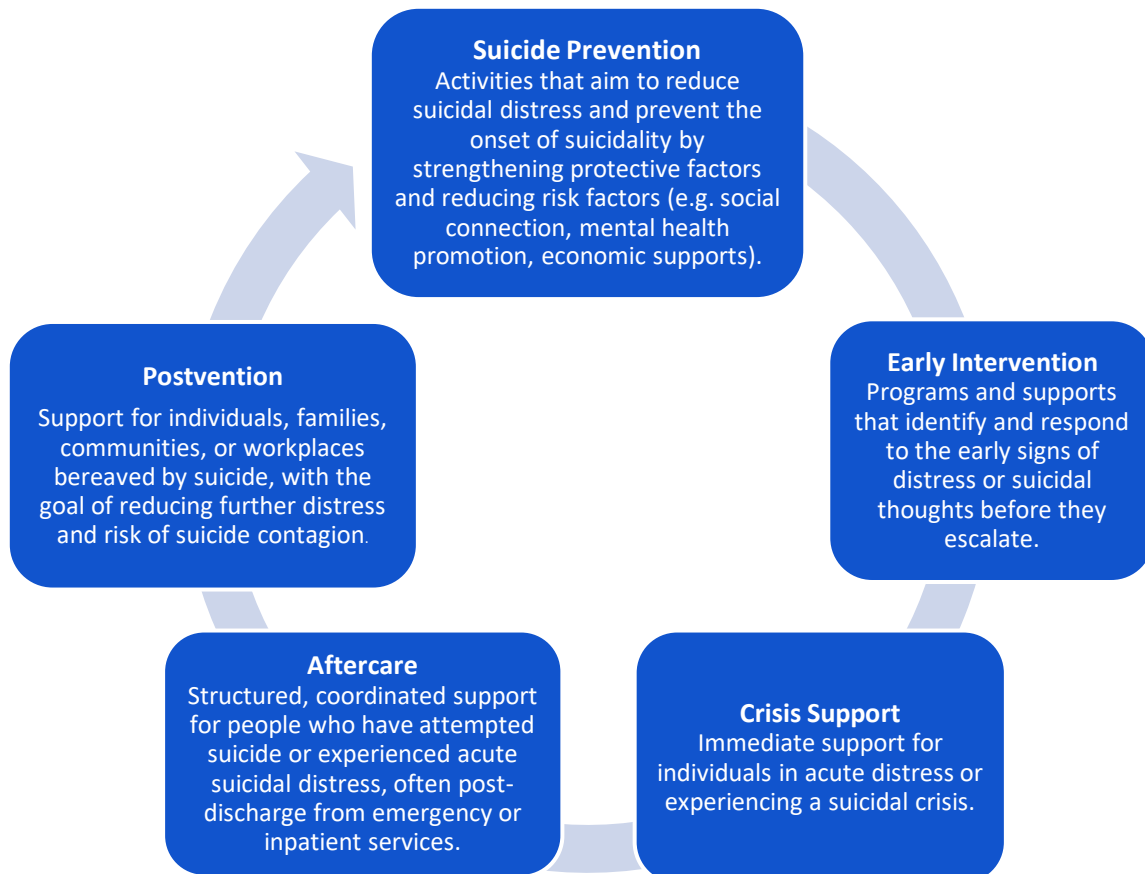 Suicide Prevention
Activities that aim to reduce
suicidal distress and prevent the
onset of suicidality by
strengthening protective factors
and reducing risk factors (e.g. social
connection, mental health
promotion, economic supports).
Early Intervention
Programs and supports
that identify and respond
to the early signs of
distress or suicidal
thoughts before they
escalate.
Crisis Support
Immediate support for
individuals in acute distress or
experiencing a suicidal crisis.
Aftercare
Structured, coordinated support
for people who have attempted
suicide or experienced acute
suicidal distress, often post-
discharge from emergency or
inpatient services.
Postvention
Support for individuals, families,
communities, or workplaces
bereaved by suicide, with the
goal of reducing further distress
and risk of suicide contagion.